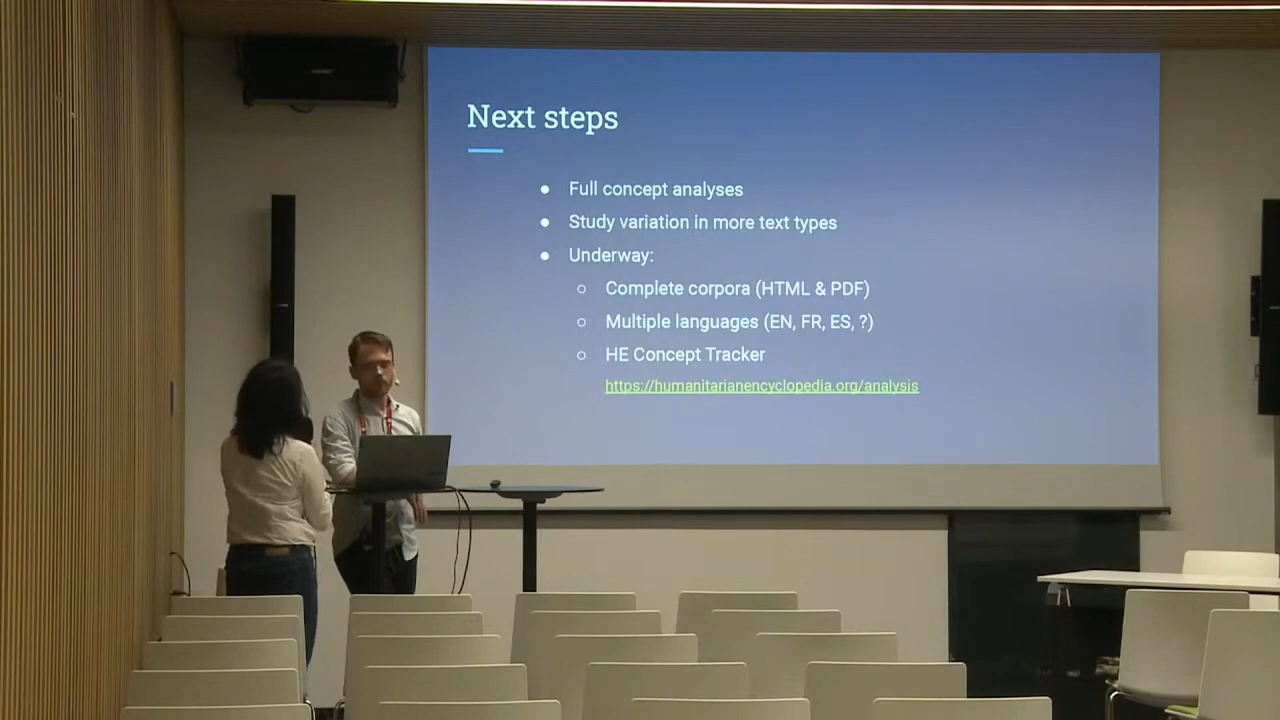 Next steps
● Full concept analyses
● Study variation in more text types
● Underway:
○ Complete corpora (HTML & PDF)
○ Multiple languages (EN, FR, ES, ?)
○ HE Concept Tracker
https://humanitarianencyclopedia.org/analysis